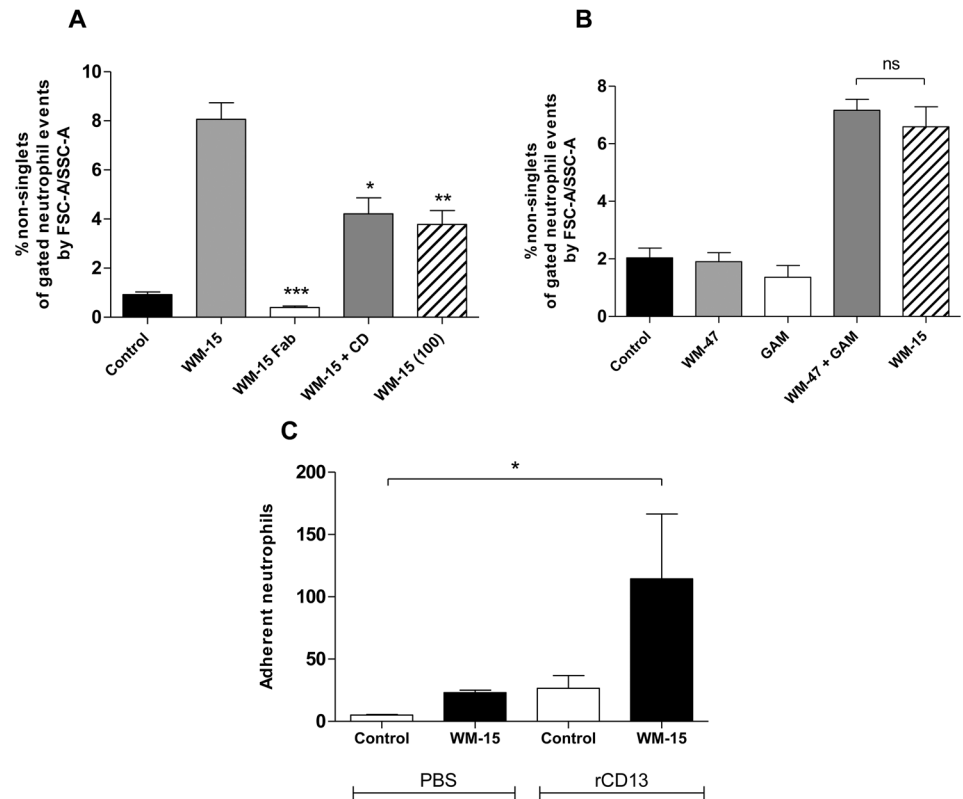 A
% non-singlets
of gated neutrophil events
by FSC-A/SSC-A
10
8
6
4
2
0
***
*
**
Control
WM-15
WM-15 Fab
WM-15 + CD
WM-15 (100)
B
% non-singlets
of gated neutrophil events
by FSC-A/SSC-A
8
6
4
2
0
ns
Control
WM-47
GAM
WM-47 + GAM
WM-15
C
Adherent neutrophils
200
150
100
50
0
*
Control
WM-15
Control
WM-15
PBS
rCD13